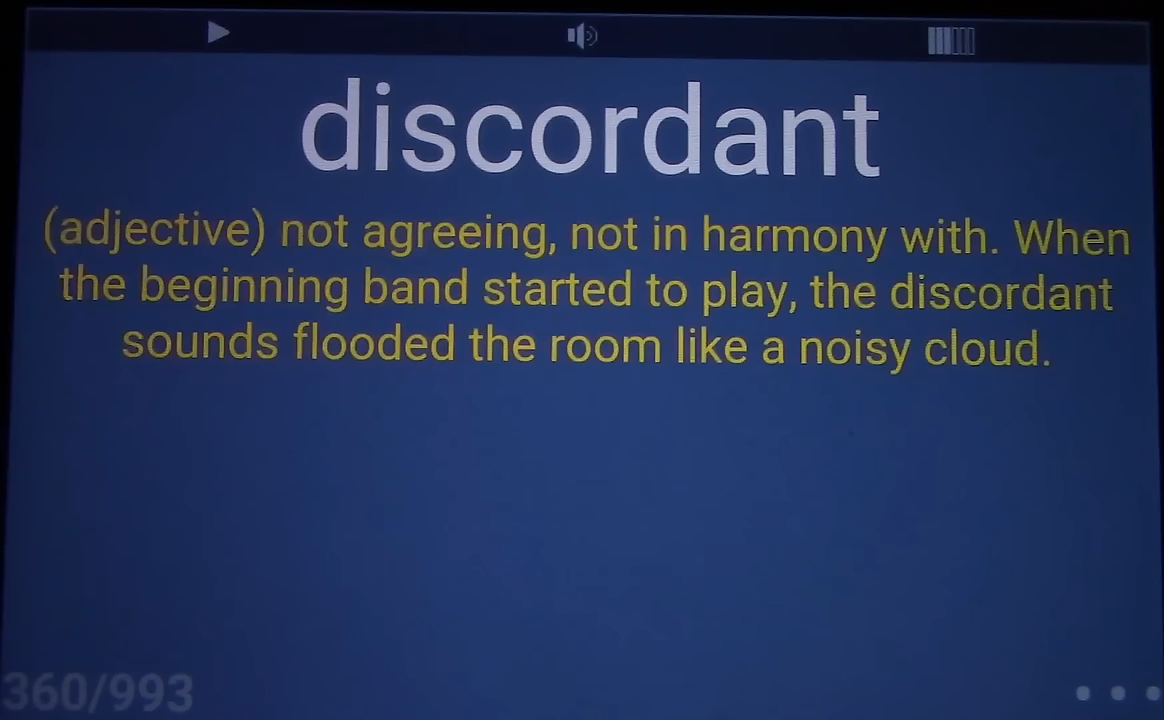 discordant
(adjective) not agreeing, not in harmony with. When
the beginning band started to play, the discordant
sounds flooded the room like a noisy cloud.
360/993